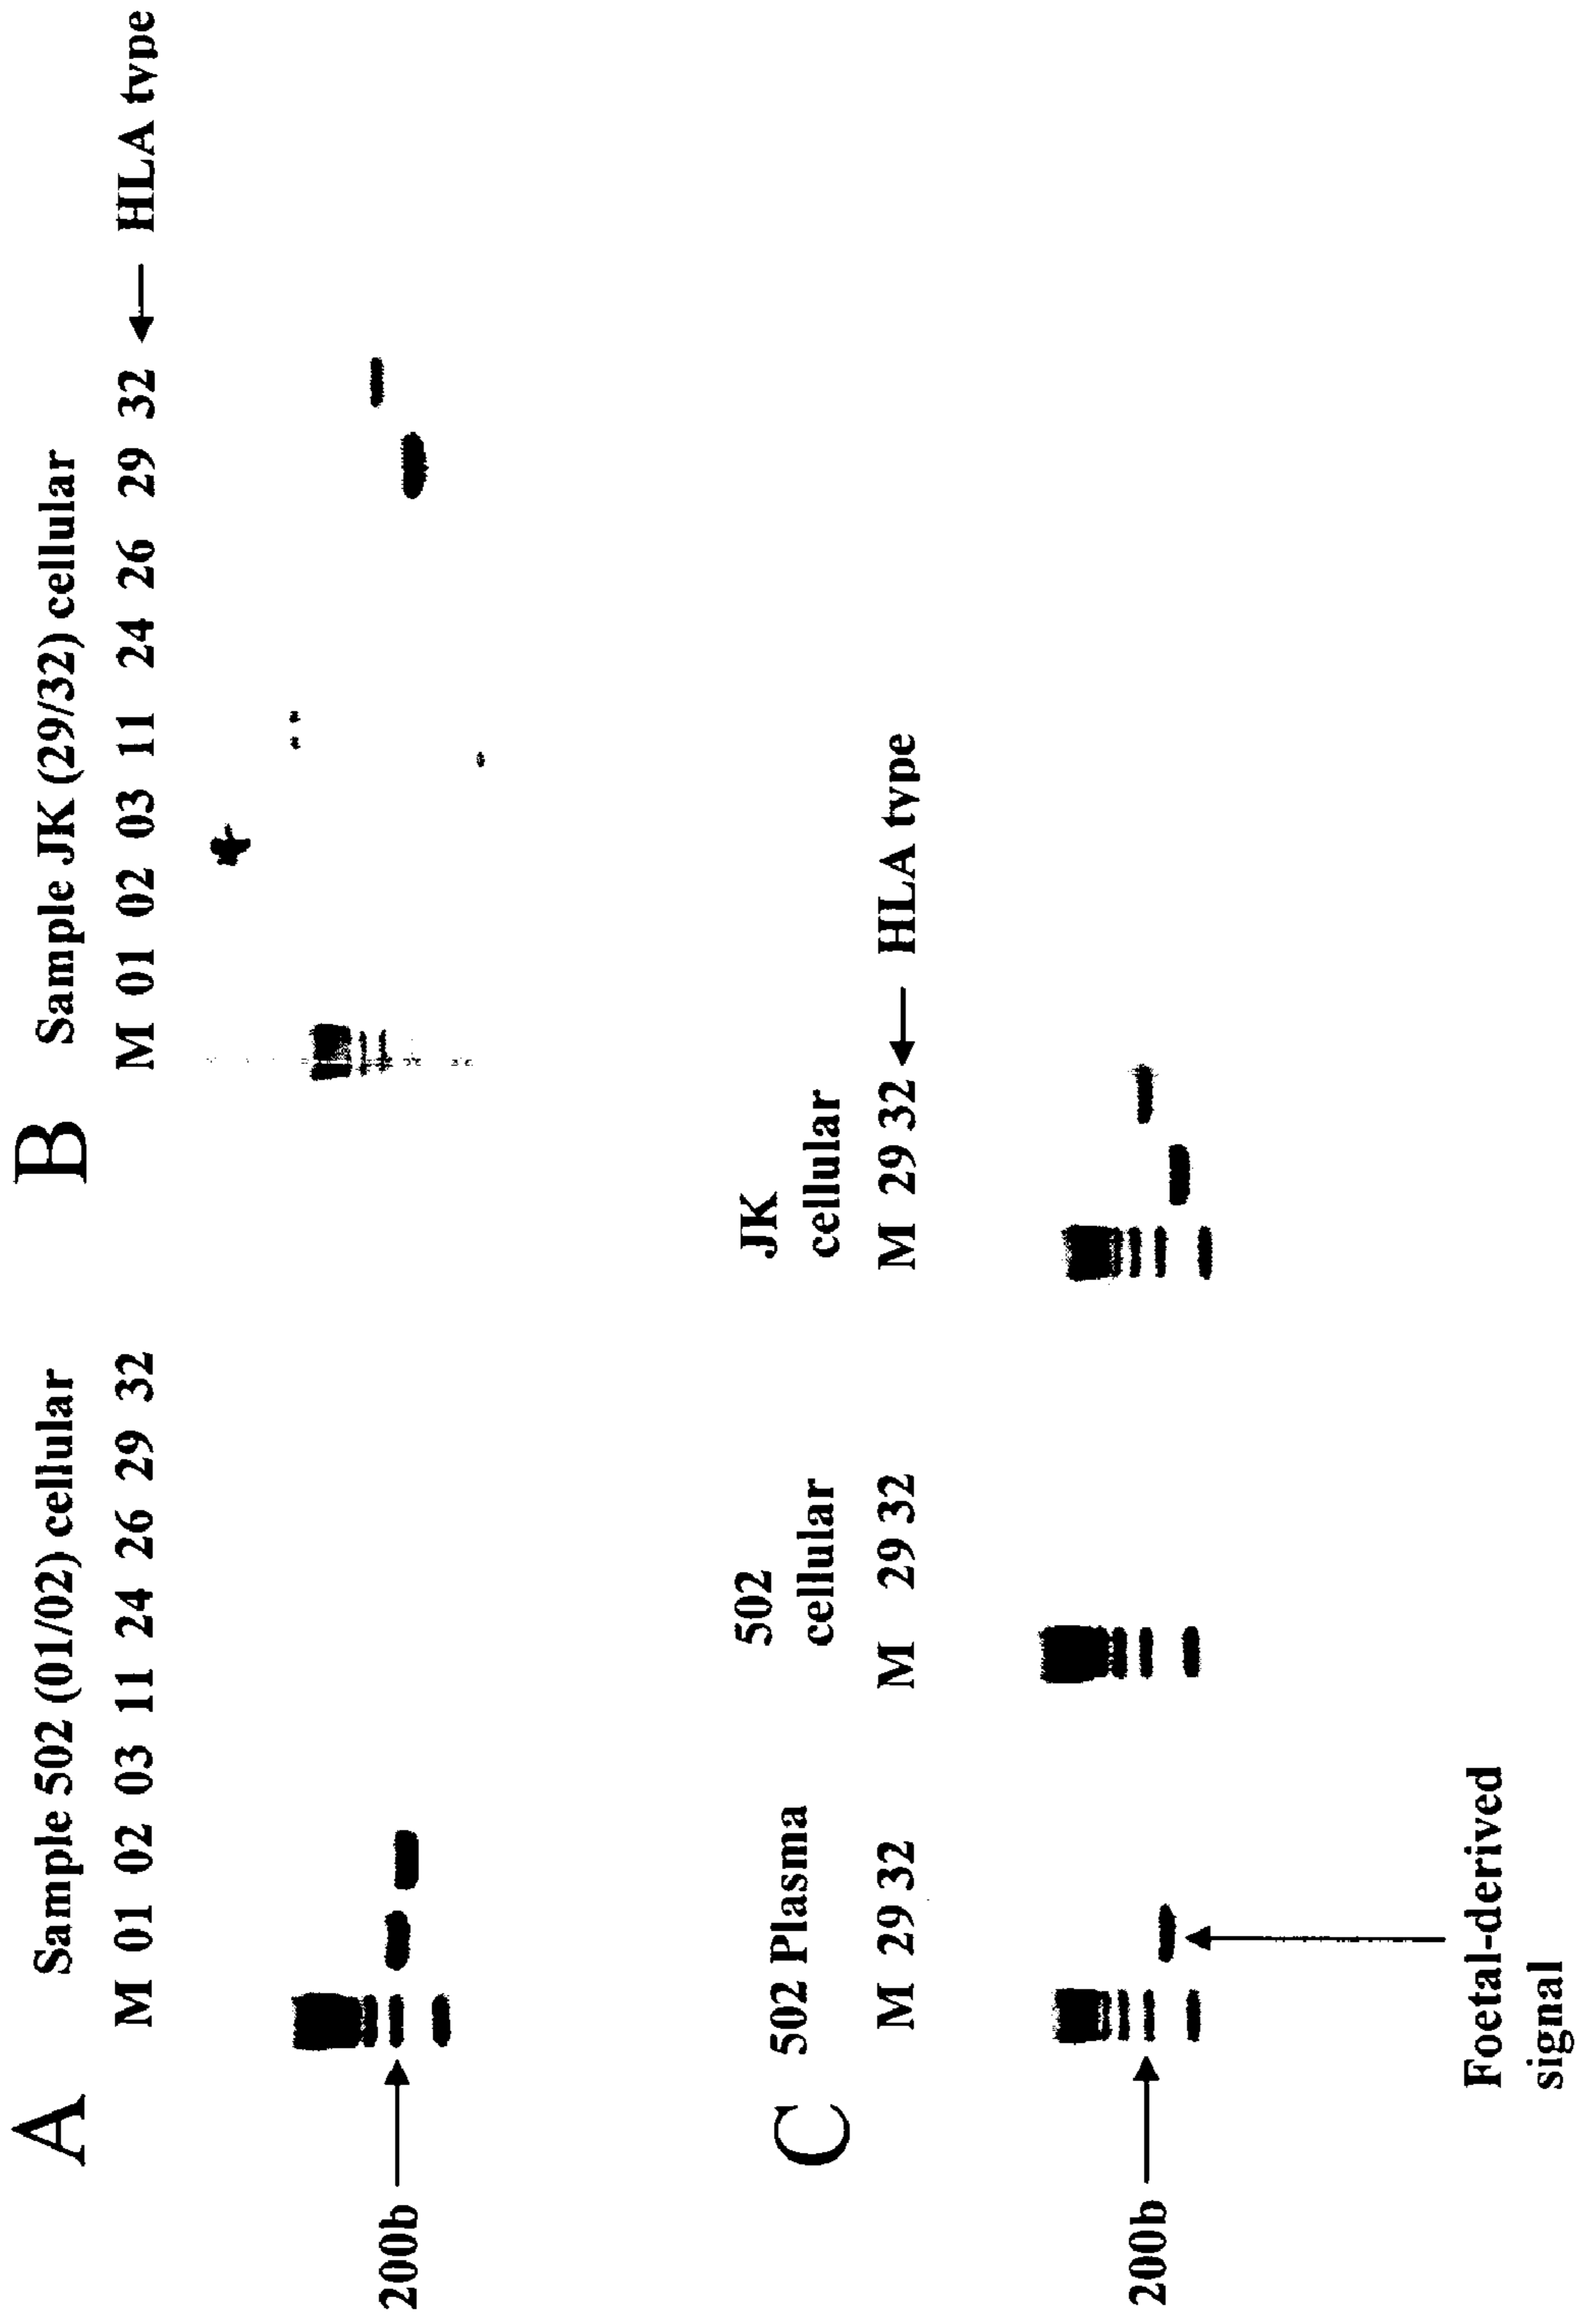 A
Sample 502 (01/02) cellular
M 01 02 03 11 24 26 29 32
200b
B
Sample JK (29/32) cellular
M 01 02 03 11 24 26 29 32
HLA type
C
502 Plasma
M 29 32
502
cellular
M 29 32
JK
cellular
M 29 32
HLA type
200b
Foetal-derived
signal